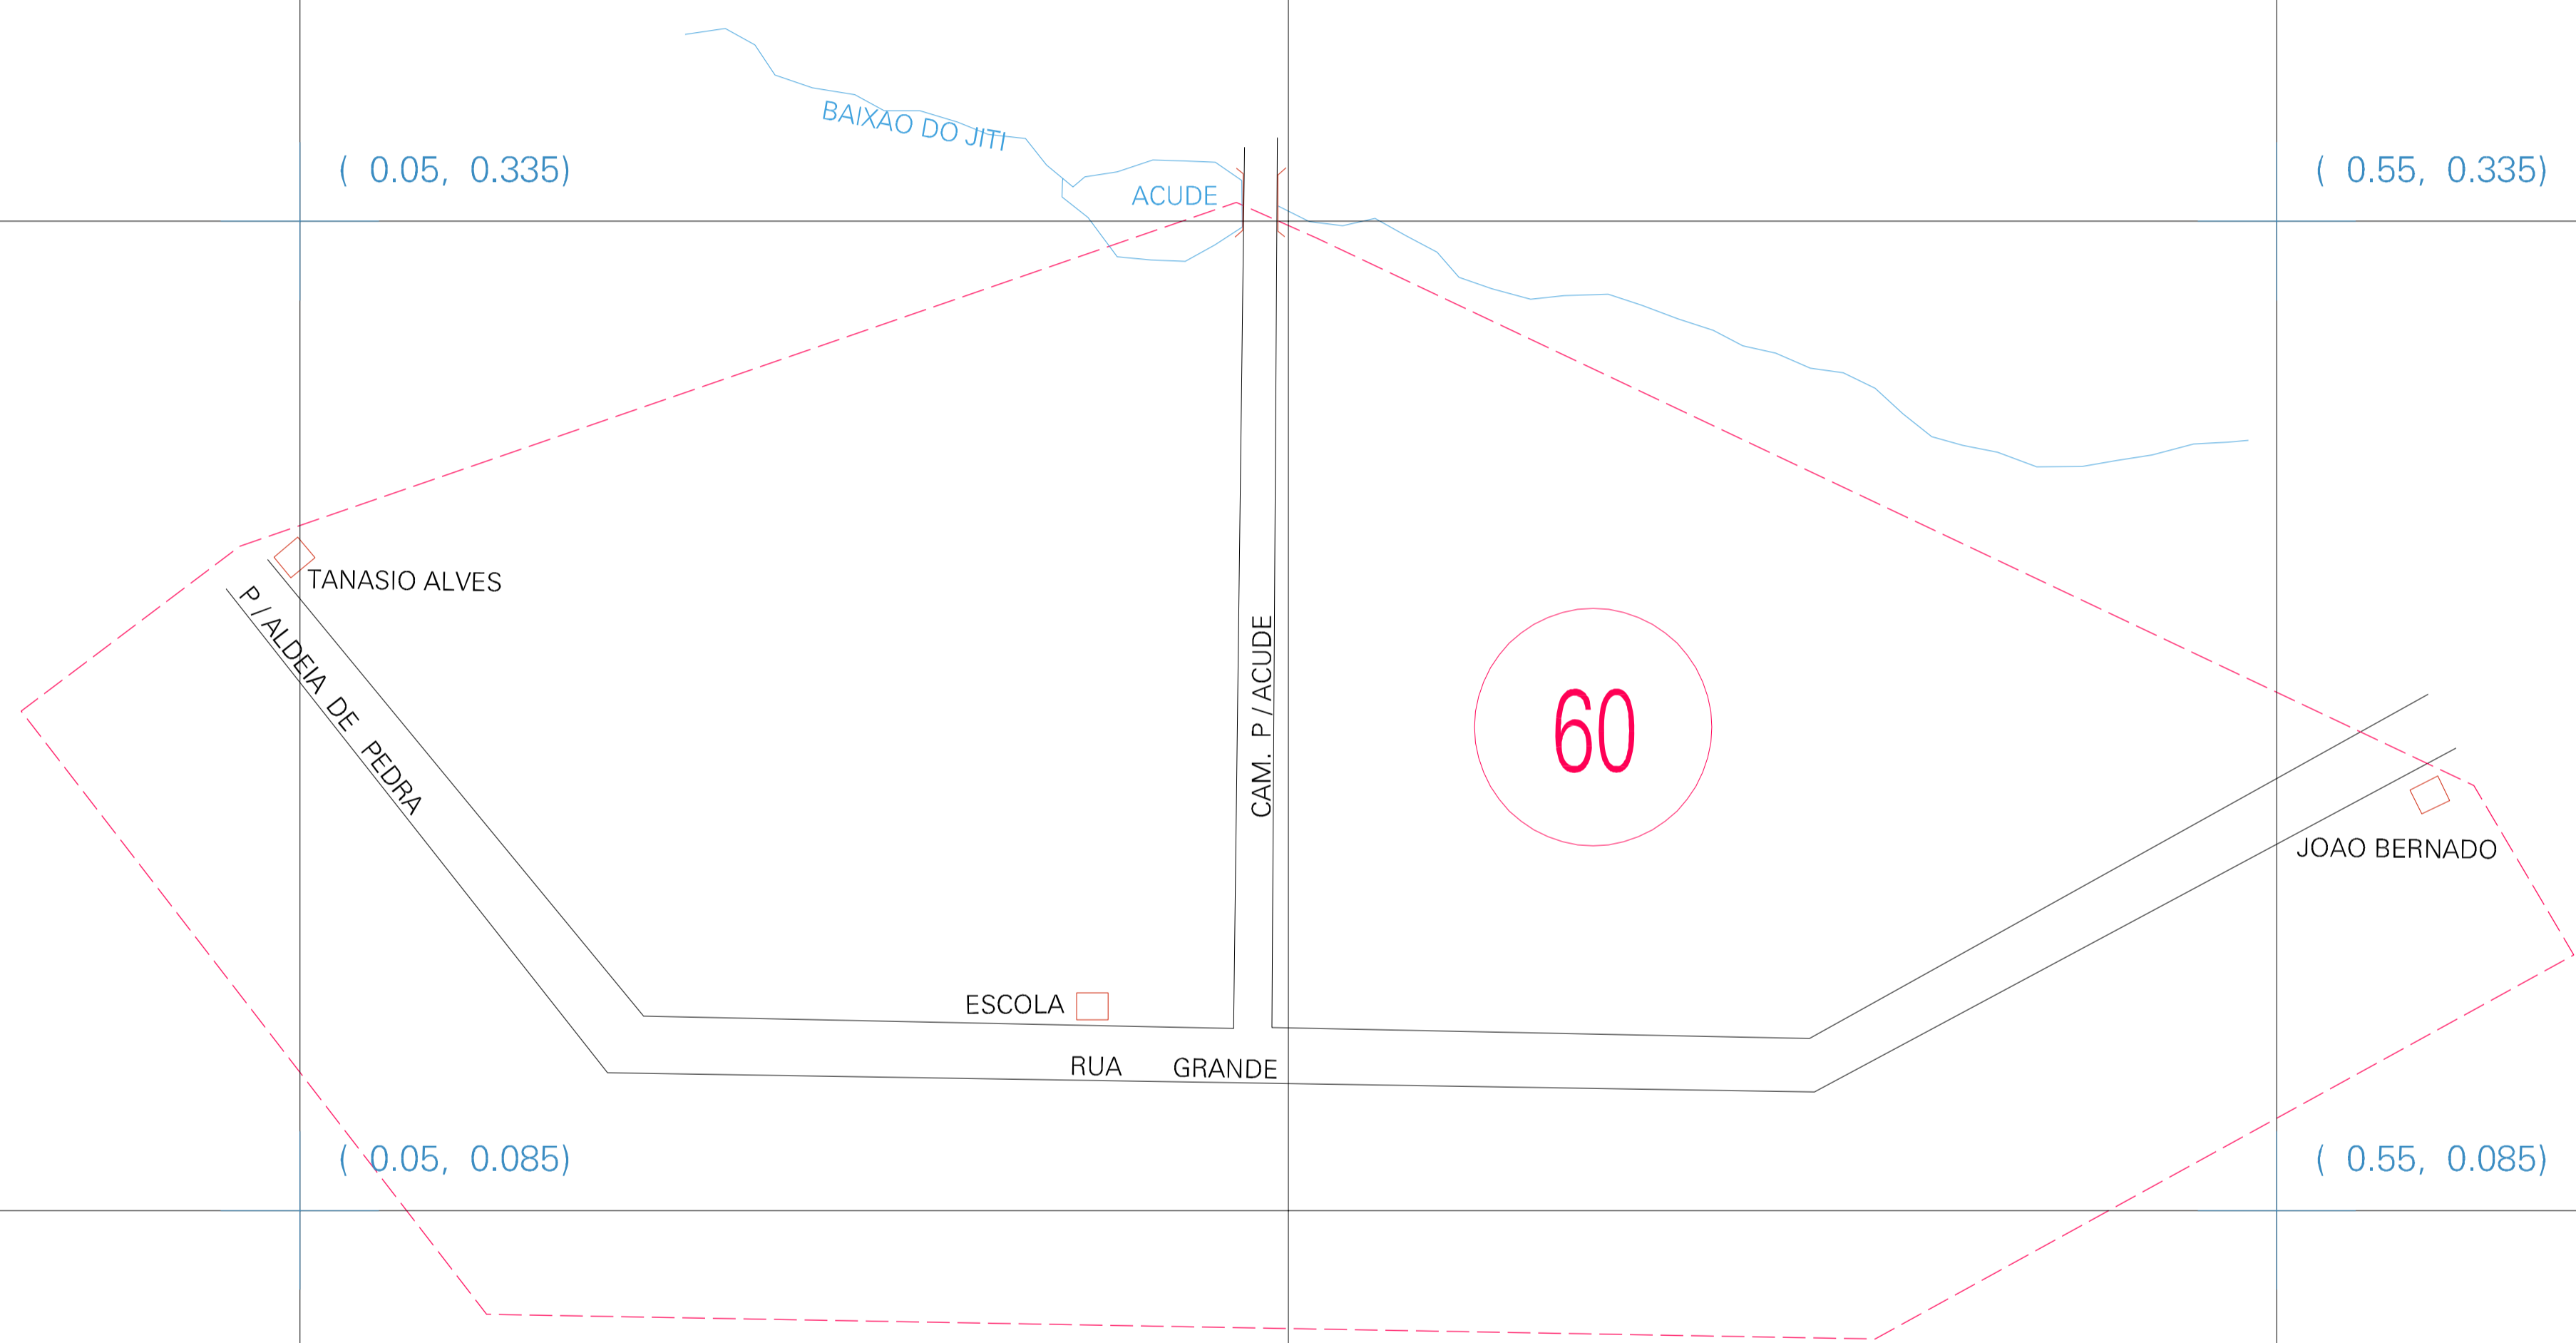 BAIXAO DO JITI
( 0.05, 0.335)
( 0.55, 0.335)
ACUDE
TANASIO ALVES
P / ALDEIA DE PEDRA
CAM. P / ACUDE
60
JOAO BERNADO
ESCOLA
RUA GRANDE
( 0.05, 0.085)
( 0.55, 0.085)